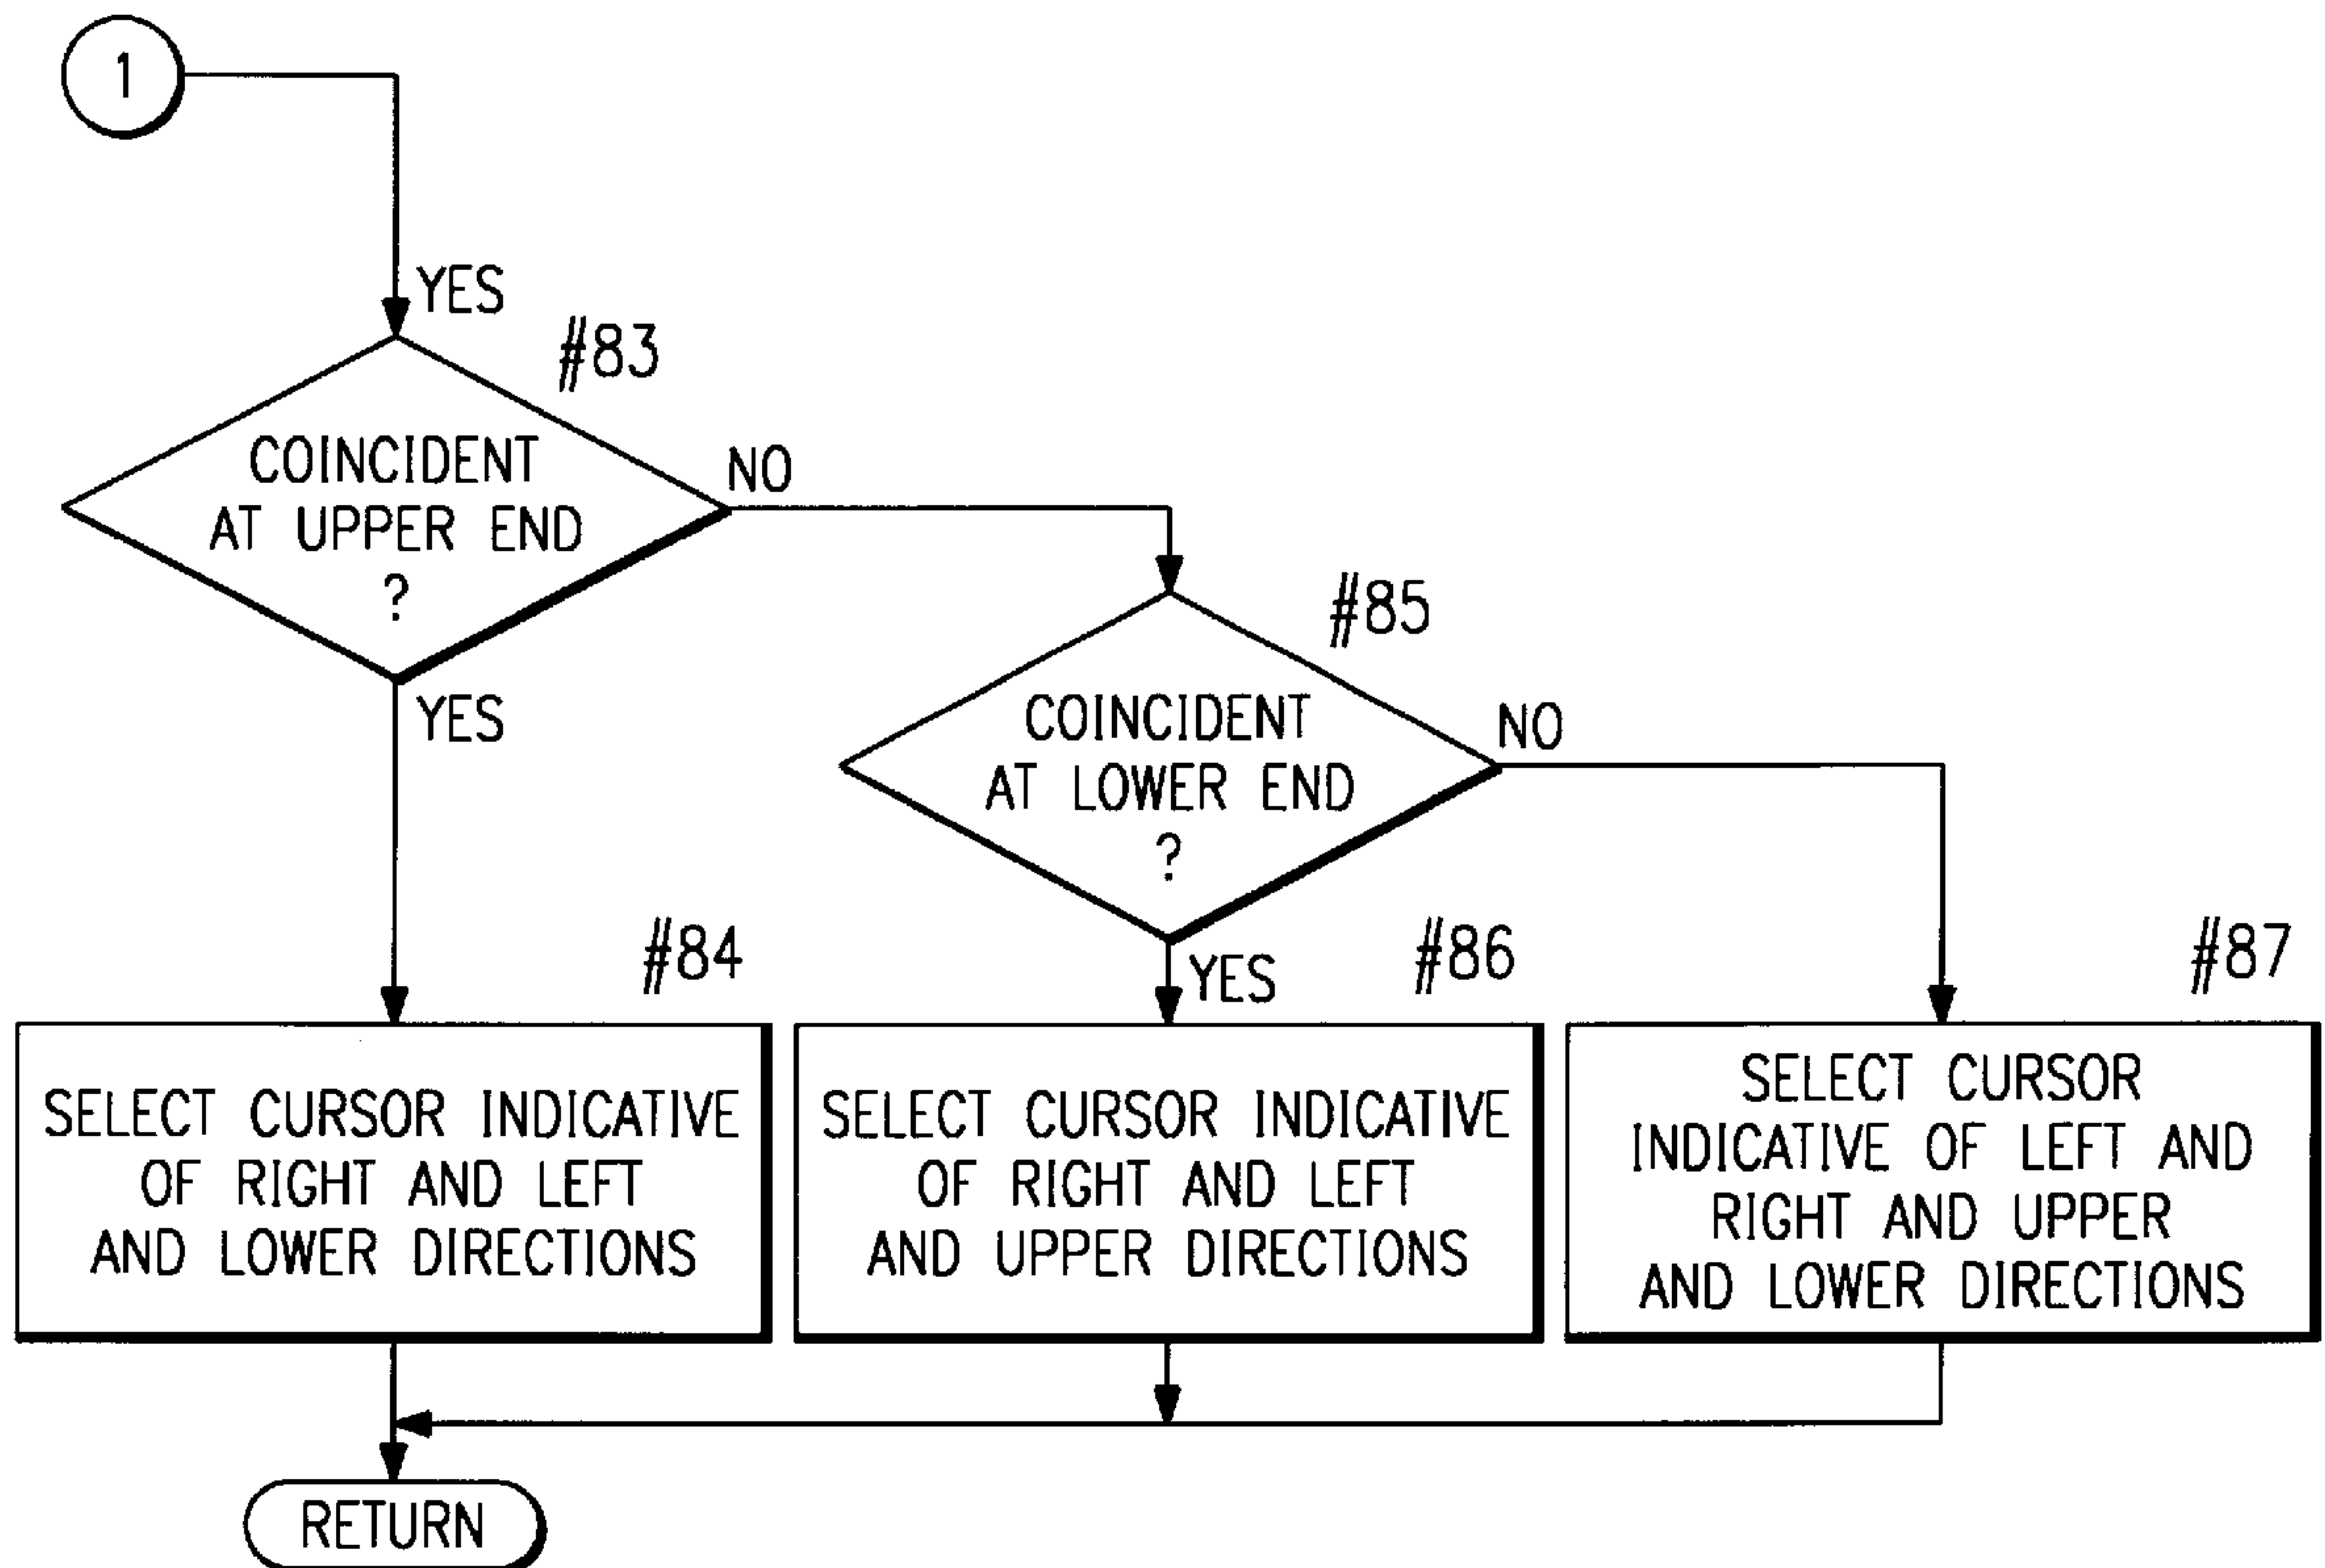 1
YES
#83
COINCIDENT
AT UPPER END
?
NO
YES
#85
COINCIDENT
AT LOWER END
?
NO
YES
#84
SELECT CURSOR INDICATIVE
OF RIGHT AND LEFT
AND LOWER DIRECTIONS
#86
SELECT CURSOR INDICATIVE
OF RIGHT AND LEFT
AND UPPER DIRECTIONS
#87
SELECT CURSOR
INDICATIVE OF LEFT AND
RIGHT AND UPPER
AND LOWER DIRECTIONS
RETURN